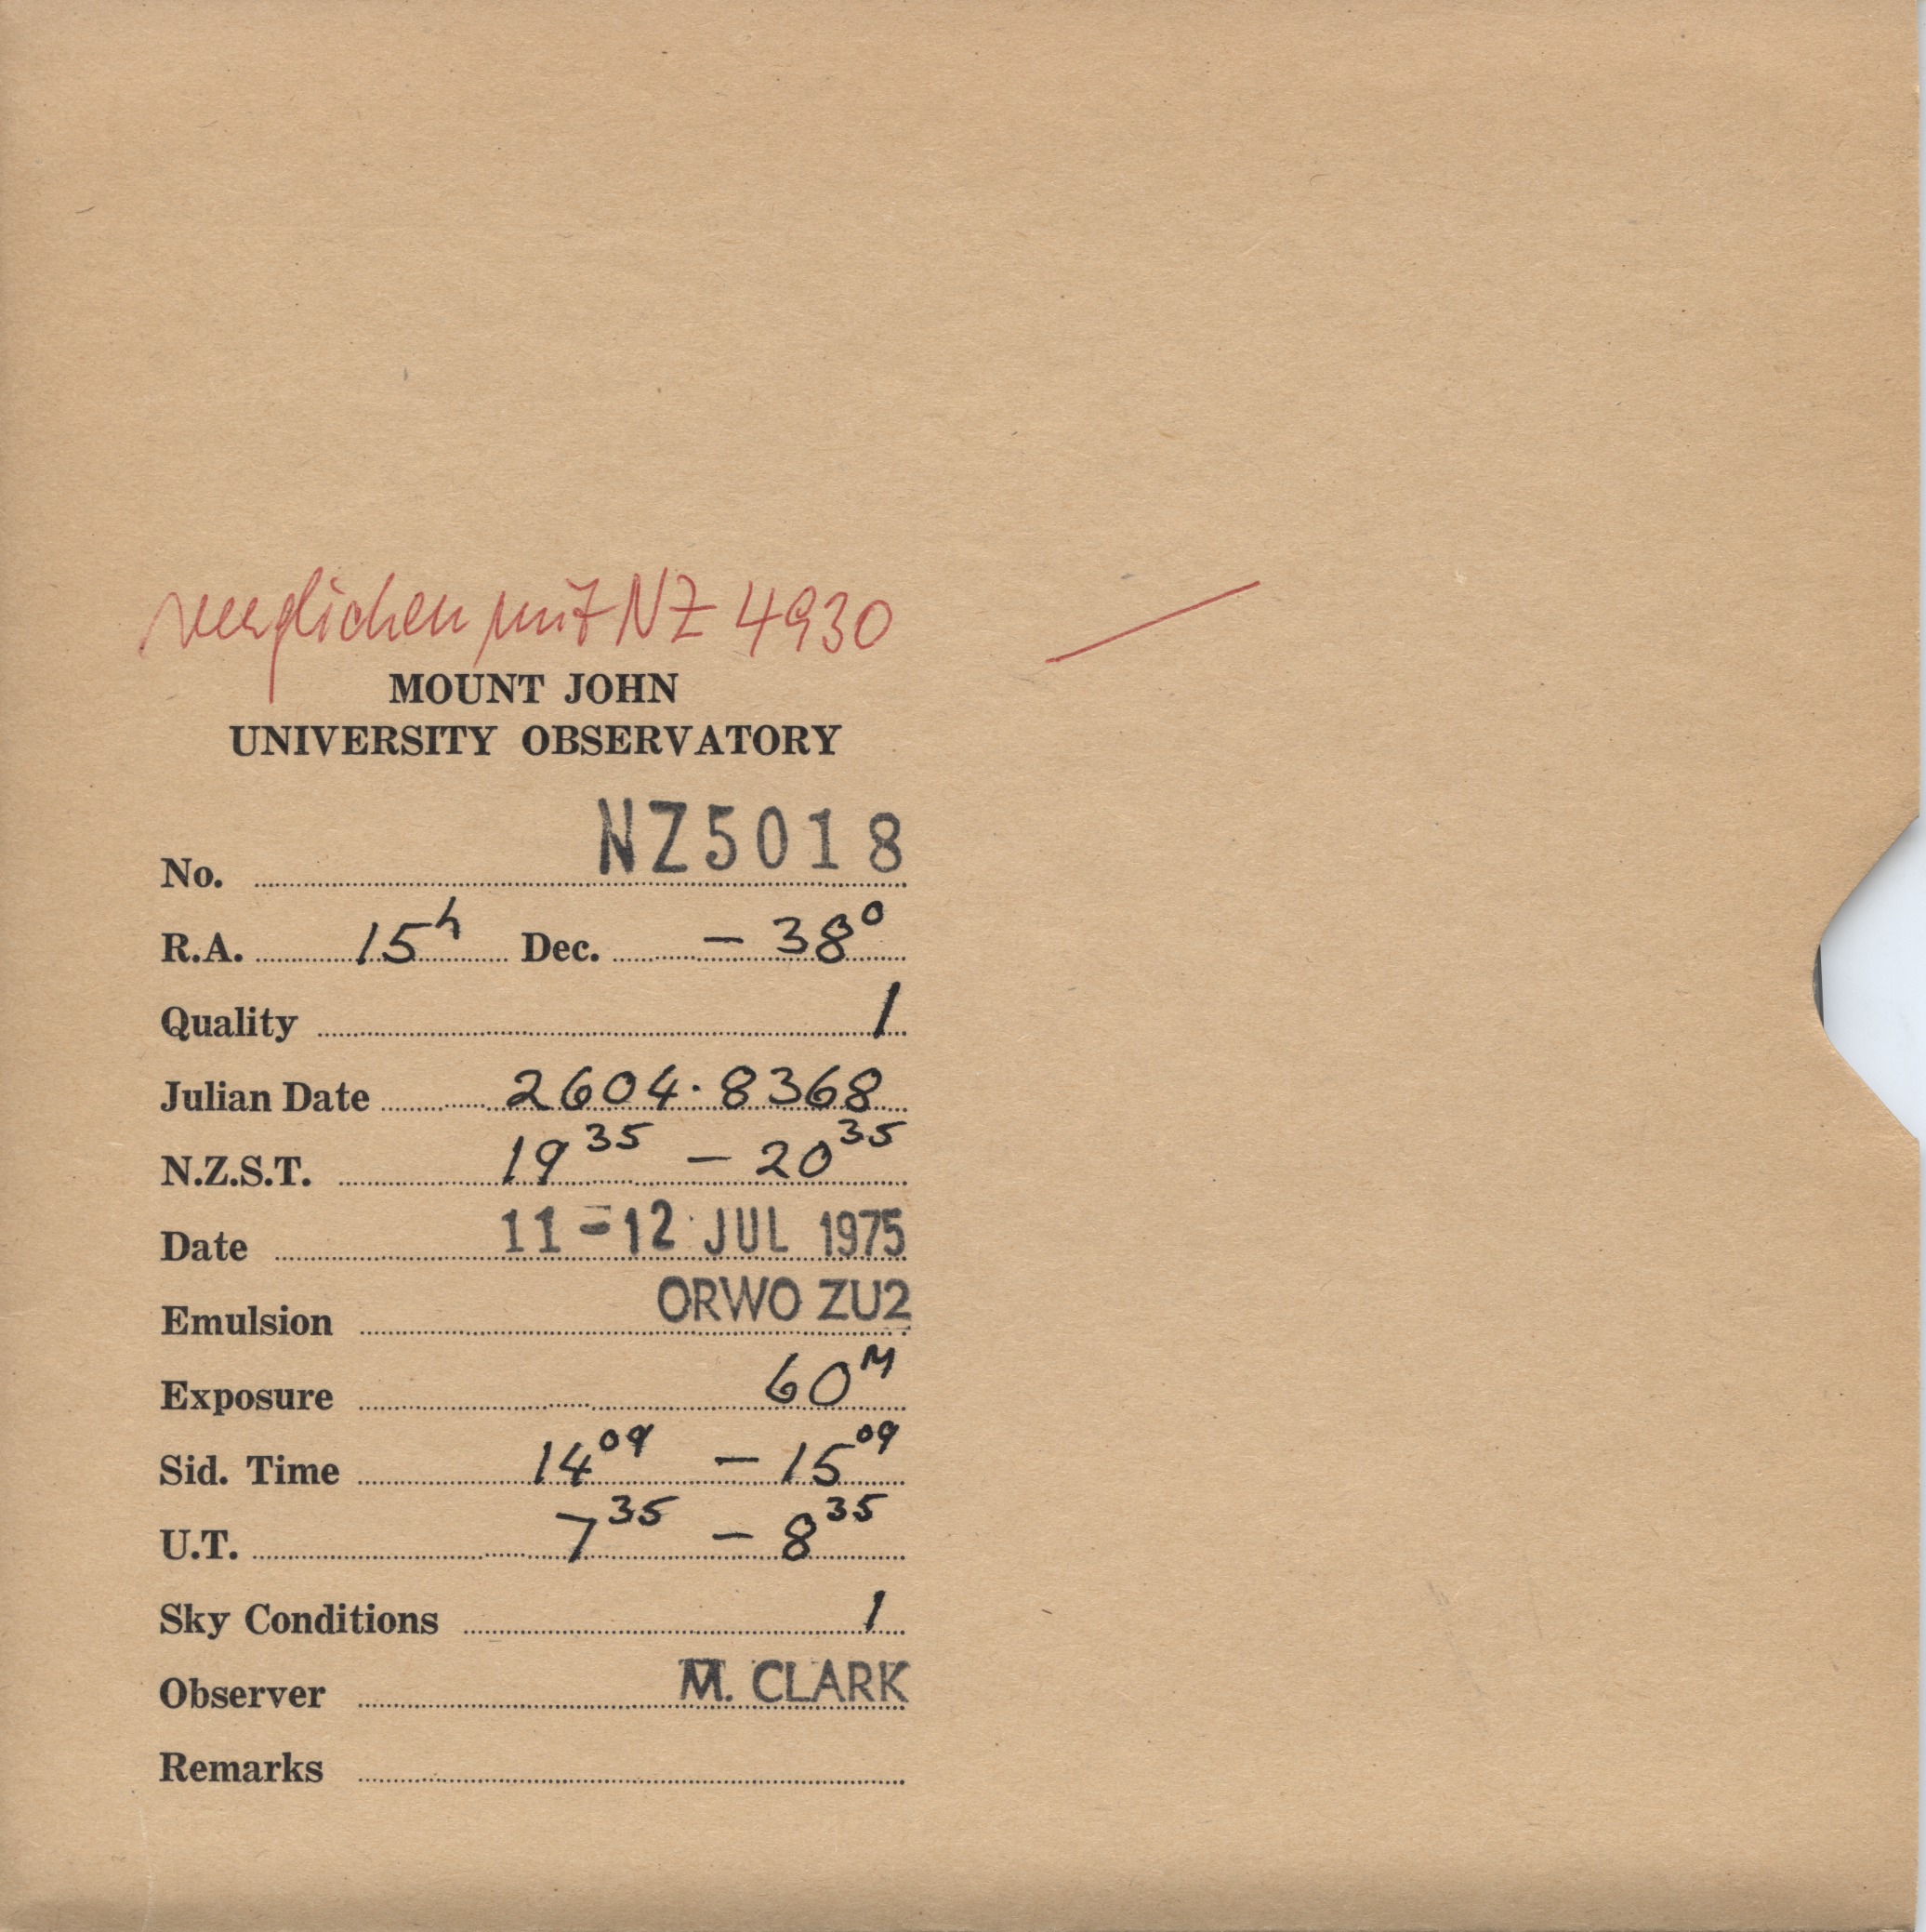 verglichen mit NZ 4930
MOUNT JOHN
UNIVERSITY OBSERVATORY
No. NZ5018
R.A. 15h Dec. – 38°
Quality 1
Julian Date 2604.8368
N.Z.S.T. 19 35 – 20 35
Date 11–12 JUL 1975
Emulsion ORWO ZU2
Exposure 60M
Sid. Time 14 09 – 15 09
U.T. 7 35 – 8 35
Sky Conditions 1
Observer M. CLARK
Remarks